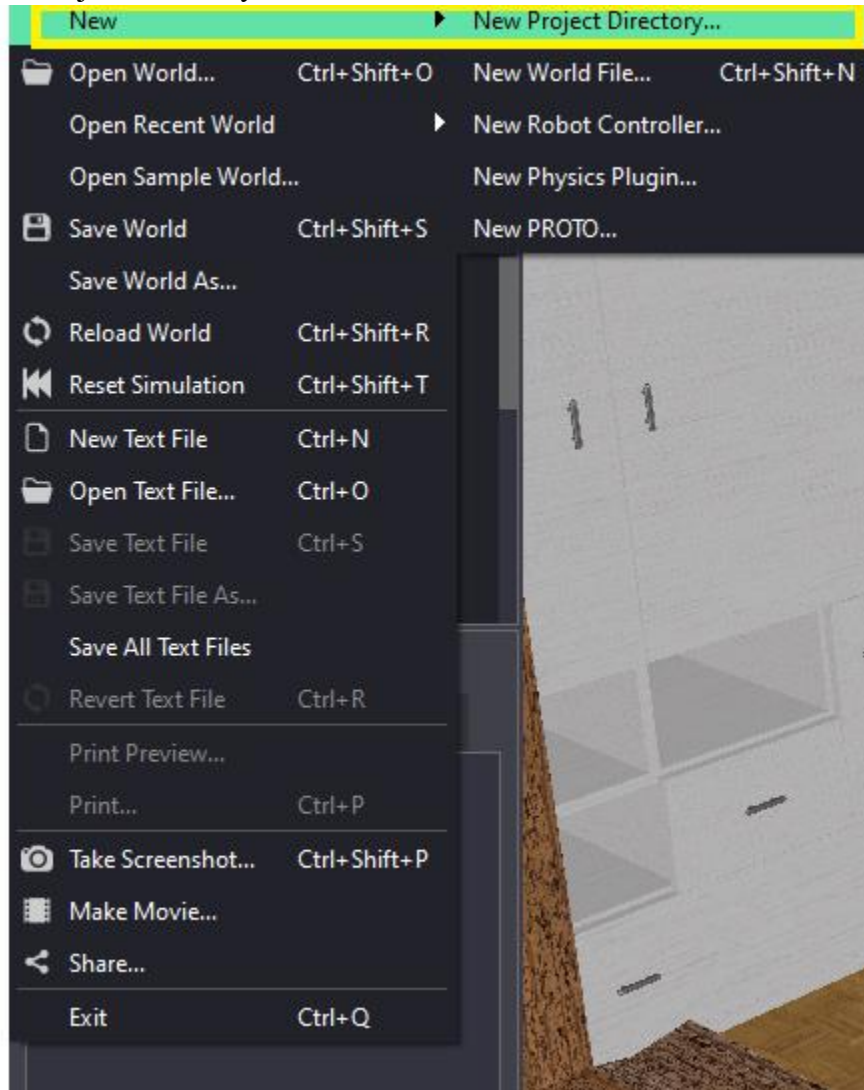 New New Project Directory...
Open World... Ctrl+Shift+O New World File... Ctrl+Shift+N
Open Recent World New Robot Controller...
Open Sample World... New Physics Plugin...
Save World Ctrl+Shift+S New PROTO...
Save World As...
Reload World Ctrl+Shift+R
Reset Simulation Ctrl+Shift+T
New Text File Ctrl+N
Open Text File... Ctrl+O
Save Text File Ctrl+S
Save Text File As...
Save All Text Files
Revert Text File Ctrl+R
Print Preview...
Print... Ctrl+P
Take Screenshot... Ctrl+Shift+P
Make Movie...
Share...
Exit Ctrl+Q